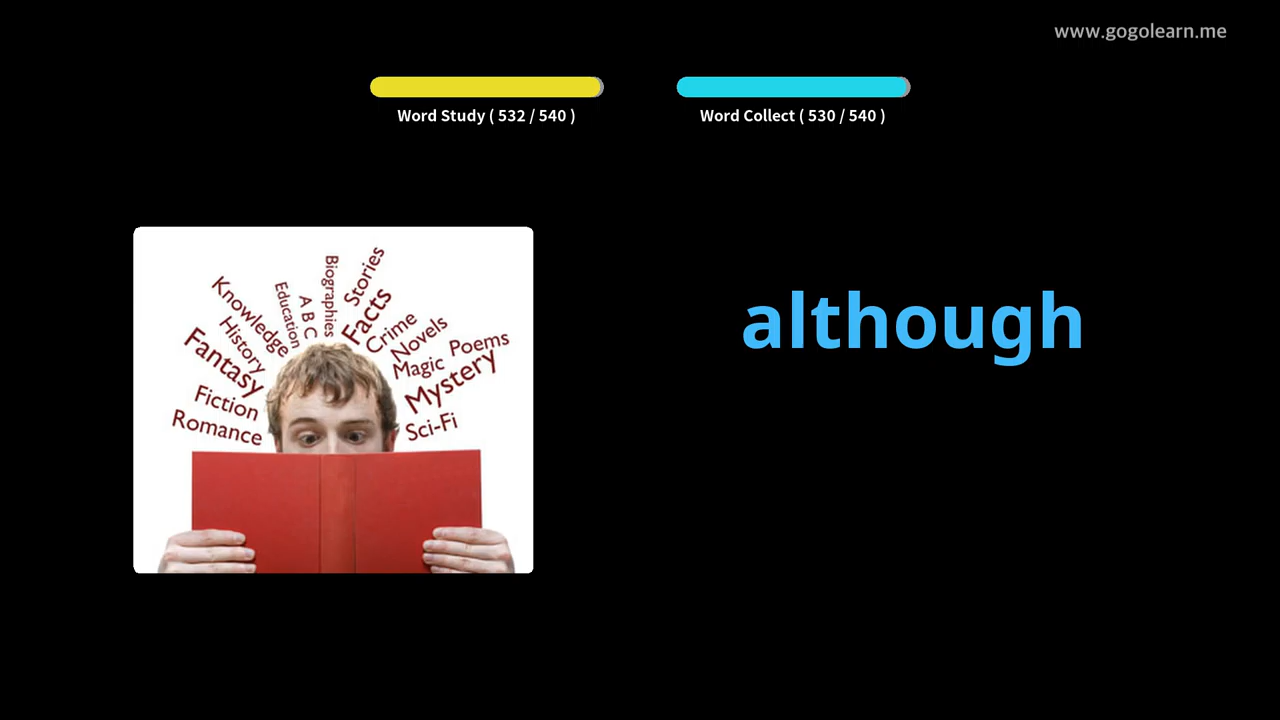 www.gogolearn.me
Word Study ( 532 / 540 )
Word Collect ( 530 / 540 )
although
Biographies
Stories
Education
A B C
Facts
Knowledge
Crime
History
Novels
Poems
Fantasy
Magic
Mystery
Fiction
Romance
Sci-Fi